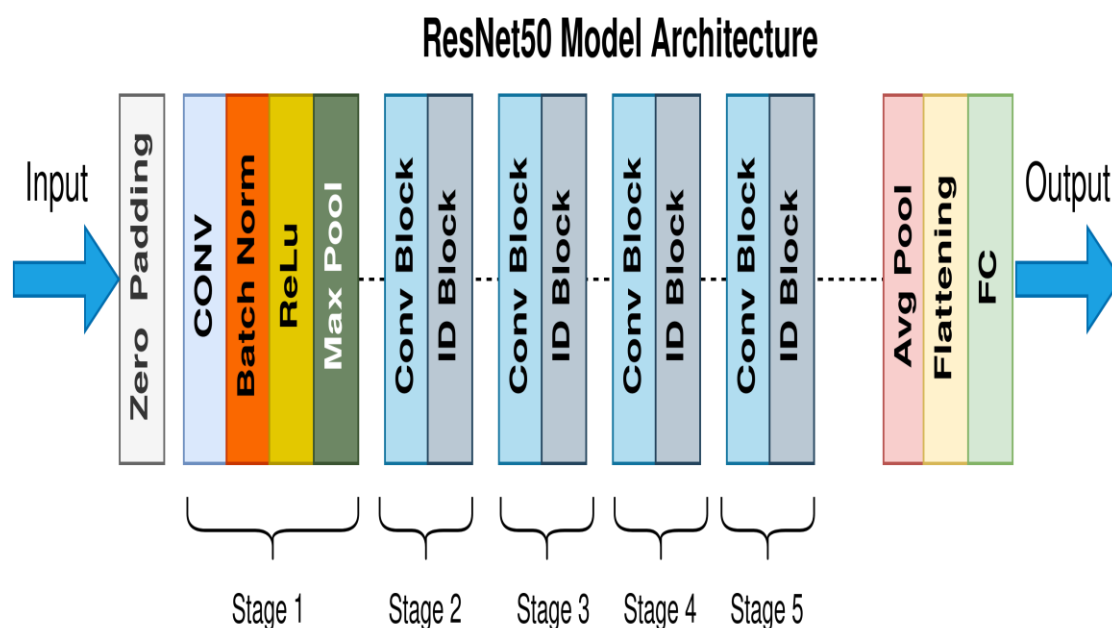 ResNet50 Model Architecture
Input
Zero Padding
CONV
Batch Norm
ReLu
Max Pool
Conv Block
ID Block
Conv Block
ID Block
Conv Block
ID Block
Conv Block
ID Block
Avg Pool
Flattening
FC
Output
Stage 1
Stage 2
Stage 3
Stage 4
Stage 5